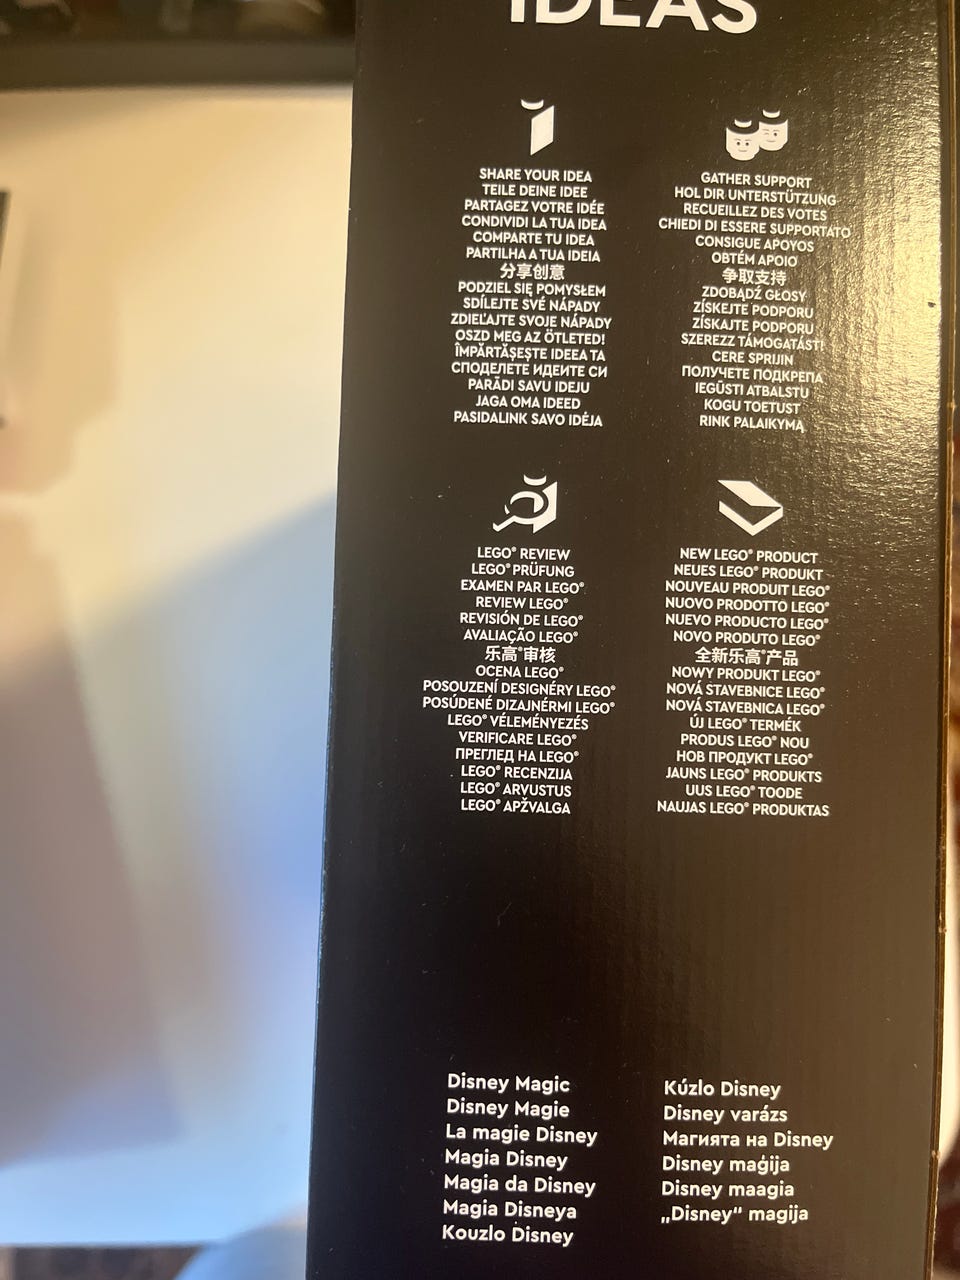 IDEAS
SHARE YOUR IDEA
TEILE DEINE IDEE
PARTAGEZ VOTRE IDÉE
CONDIVIDI LA TUA IDEA
COMPARTE TU IDEA
PARTILHA A TUA IDEIA
分享创意
PODZIEL SIĘ POMYSŁEM
SDÍLEJTE SVÉ NÁPADY
ZDIEĽAJTE SVOJE NÁPADY
OSZD MEG AZ ÖTLETED!
ÎMPĂRTĂȘEȘTE IDEEA TA
СПОДЕЛЕТЕ ИДЕИТЕ СИ
PARĀDI SAVU IDEJU
JAGA OMA IDEED
PASIDALINK SAVO IDĖJA
GATHER SUPPORT
HOL DIR UNTERSTÜTZUNG
RECUEILLEZ DES VOTES
CHIEDI DI ESSERE SUPPORTATO
CONSIGUE APOYOS
OBTÉM APOIO
争取支持
ZDOBĄDŹ GŁOSY
ZÍSKEJTE PODPORU
ZÍSKAJTE PODPORU
SZEREZZ TÁMOGATÁST!
CERE SPRIJIN
ПОЛУЧЕТЕ ПОДКРЕПА
IEGŪSTI ATBALSTU
KOGU TOETUST
RINK PALAIKYMĄ
LEGO® REVIEW
LEGO® PRÜFUNG
EXAMEN PAR LEGO®
REVIEW LEGO®
REVISIÓN DE LEGO®
AVALIAÇÃO LEGO®
乐高®审核
OCENA LEGO®
POSOUZENÍ DESIGNÉRY LEGO®
POSÚDENÉ DIZAJNÉRMI LEGO®
LEGO® VÉLEMÉNYEZÉS
VERIFICARE LEGO®
ПРЕГЛЕД НА LEGO®
LEGO® RECENZIJA
LEGO® ARVUSTUS
LEGO® APŽVALGA
NEW LEGO® PRODUCT
NEUES LEGO® PRODUKT
NOUVEAU PRODUIT LEGO®
NUOVO PRODOTTO LEGO®
NUEVO PRODUCTO LEGO®
NOVO PRODUTO LEGO®
全新乐高®产品
NOWY PRODUKT LEGO®
NOVÁ STAVEBNICE LEGO®
NOVÁ STAVEBNICA LEGO®
ÚJ LEGO® TERMÉK
PRODUS LEGO® NOU
НОВ ПРОДУКТ LEGO®
JAUNS LEGO® PRODUKTS
UUS LEGO® TOODE
NAUJAS LEGO® PRODUKTAS
Disney Magic
Disney Magie
La magie Disney
Magia Disney
Magia da Disney
Magia Disneya
Kouzlo Disney
Kúzlo Disney
Disney varázs
Магията на Disney
Disney maģija
Disney maagia
„Disney“ magija